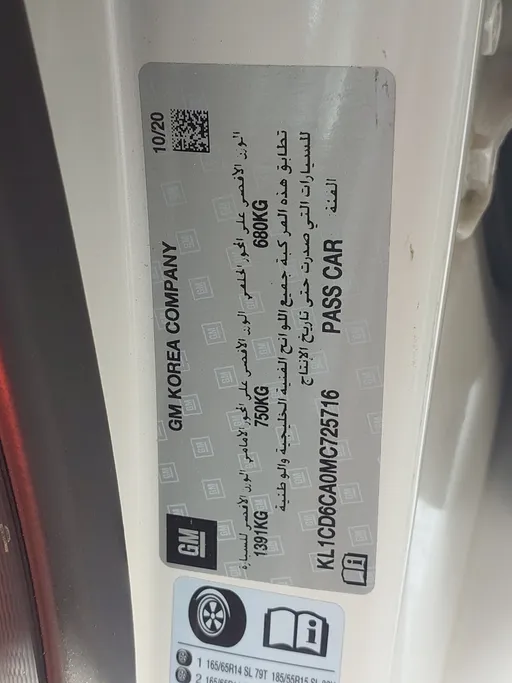 GM KOREA COMPANY 10/20
GM
الوزن الأقصى للسيارة الوزن الأقصى على المحور الأمامي الوزن الأقصى على المحور الخلفي
1391KG 750KG 680KG
تطابق هذه المركبة جميع اللوائح الفنية الخليجية والوطنية
للسيارات التي صدرت حتى تاريخ الإنتاج
KL1CD6CA0MC725716 PASS CAR الفئة:
1 165/65R14 SL 79T 185/55R15 SL
2